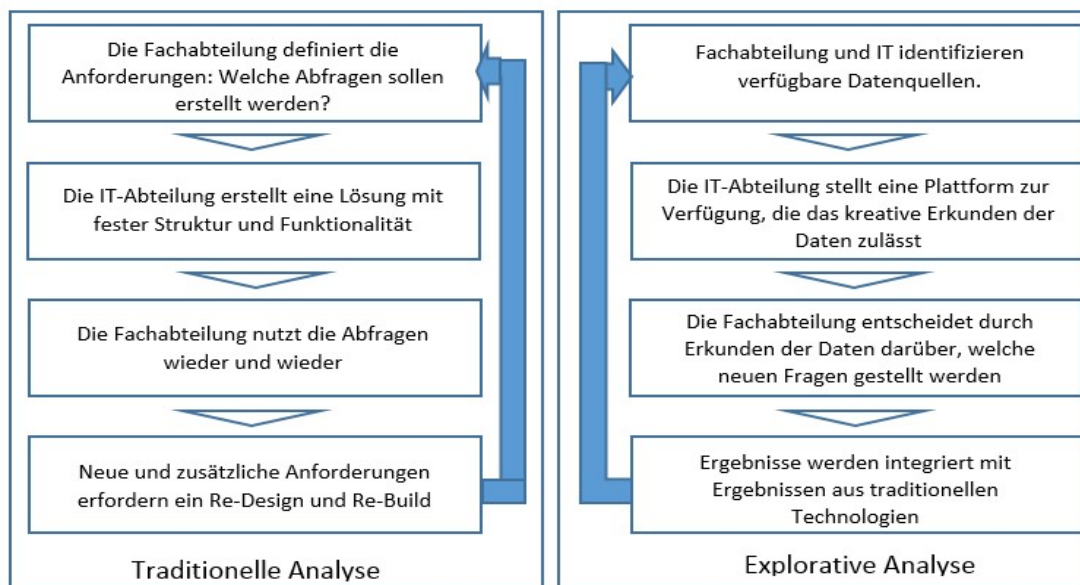 Die Fachabteilung definiert die
Anforderungen: Welche Abfragen sollen
erstellt werden?
Die IT-Abteilung erstellt eine Lösung mit
fester Struktur und Funktionalität
Die Fachabteilung nutzt die Abfragen
wieder und wieder
Neue und zusätzliche Anforderungen
erfordern ein Re-Design und Re-Build
Traditionelle Analyse
Fachabteilung und IT identifizieren
verfügbare Datenquellen.
Die IT-Abteilung stellt eine Plattform zur
Verfügung, die das kreative Erkunden der
Daten zulässt
Die Fachabteilung entscheidet durch
Erkunden der Daten darüber, welche
neuen Fragen gestellt werden
Ergebnisse werden integriert mit
Ergebnissen aus traditionellen
Technologien
Explorative Analyse